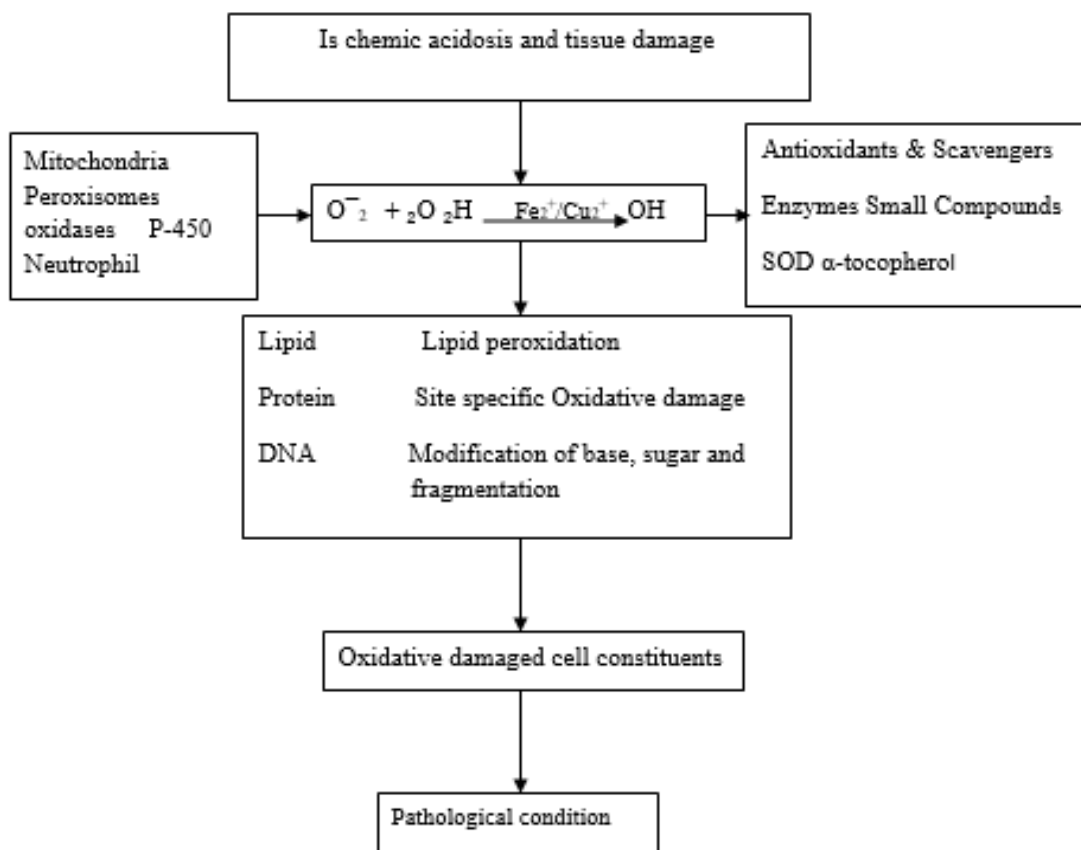 Is chemic acidosis and tissue damage
Mitochondria
Peroxisomes
oxidases P-450
Neutrophil
O⁻₂ + ₂O ₂H Fe₂⁺/Cu₂⁺ OH
Antioxidants & Scavengers
Enzymes Small Compounds
SOD α-tocopherol
Lipid Lipid peroxidation
Protein Site specific Oxidative damage
DNA Modification of base, sugar and
fragmentation
Oxidative damaged cell constituents
Pathological condition